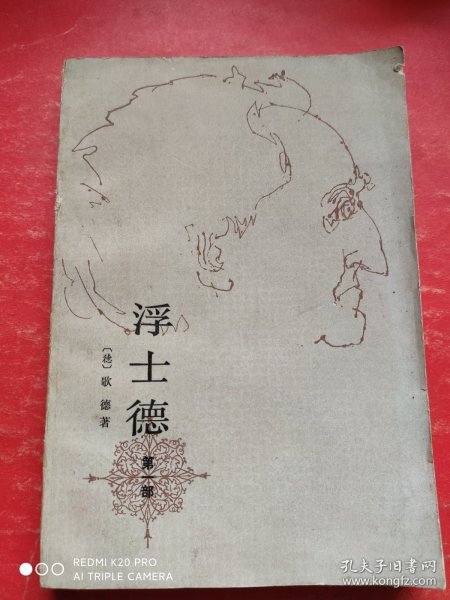 浮士德
〔德〕歌德著
第一部
REDMI K20 PRO
AI TRIPLE CAMERA
孔夫子旧书网
www.kongfz.com